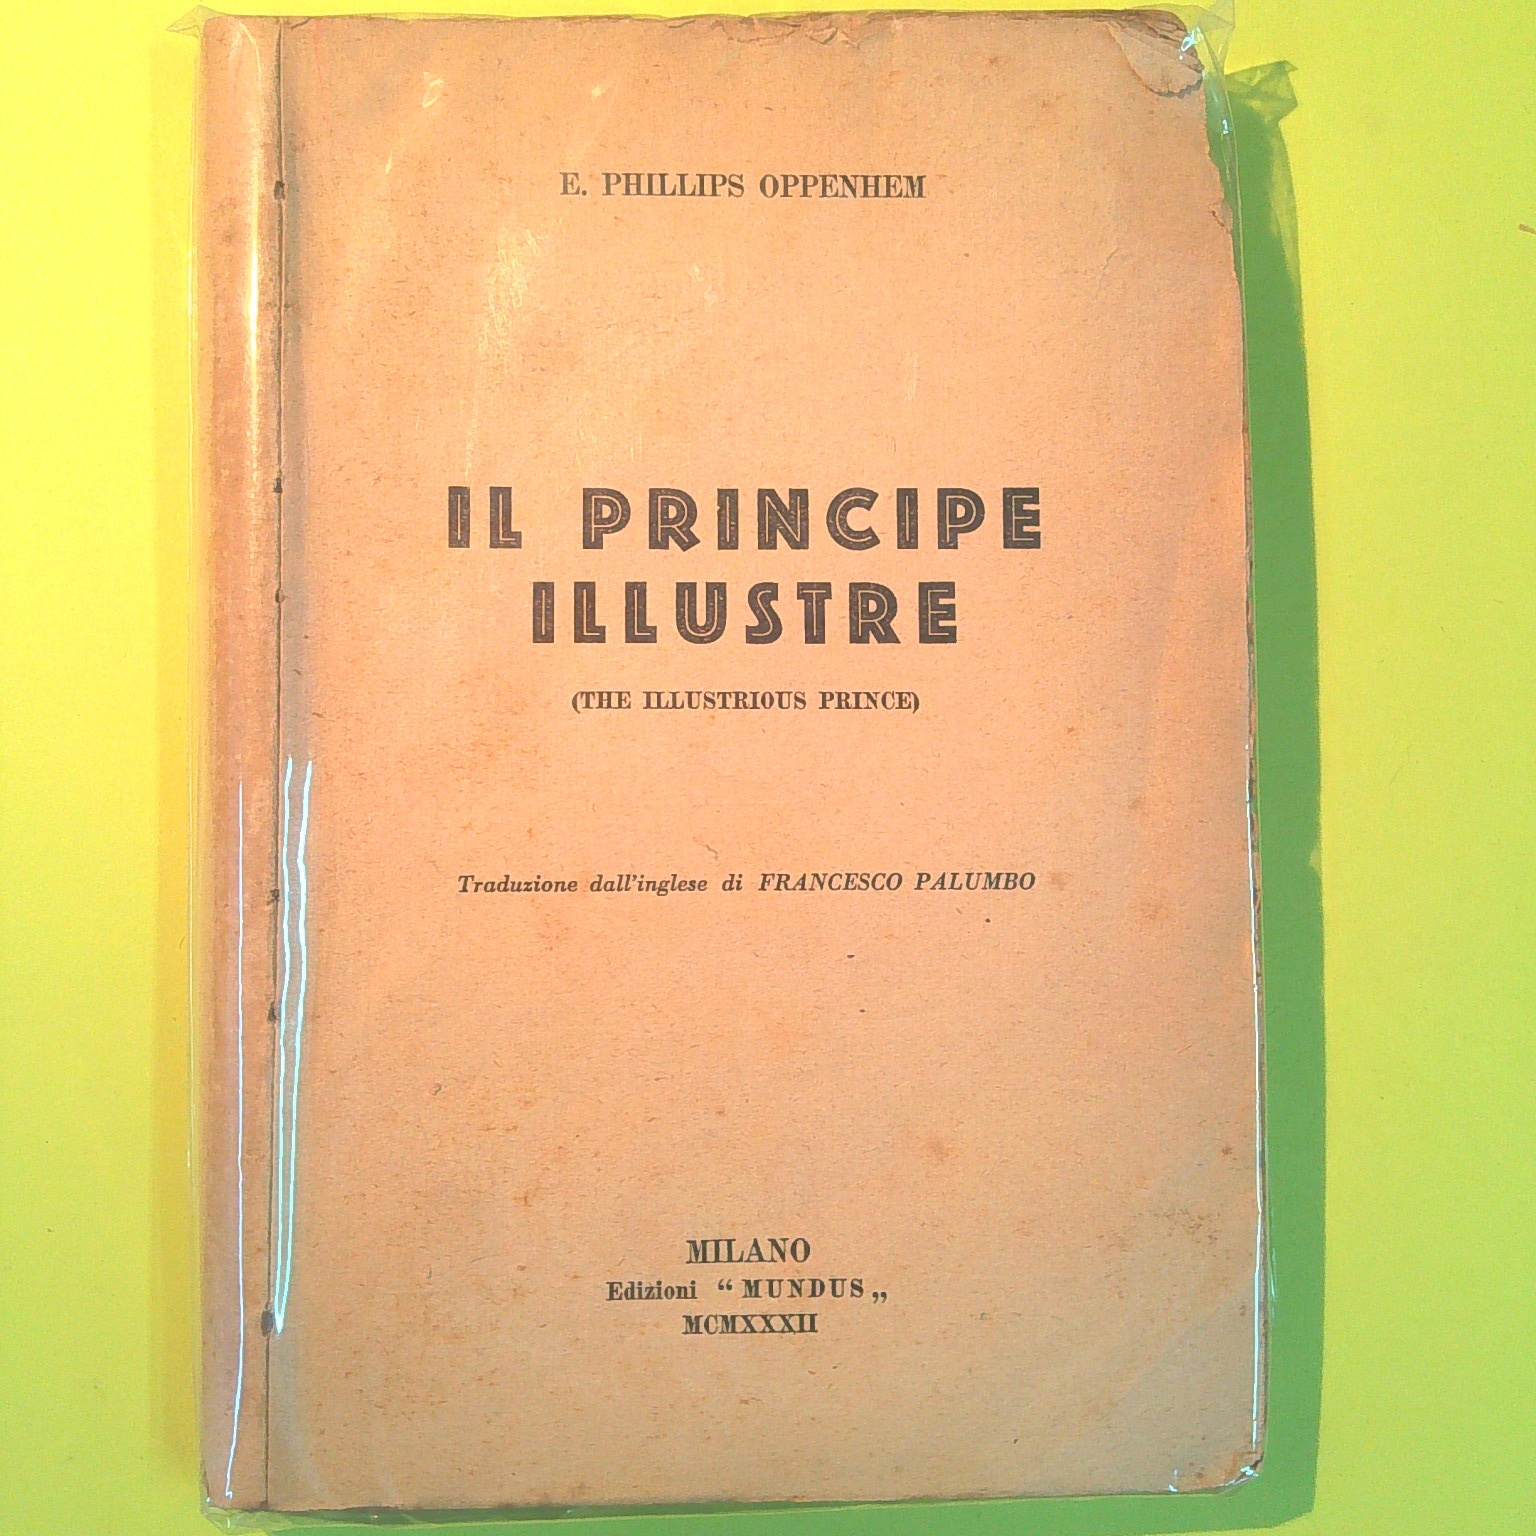 E. PHILLIPS OPPENHEM
IL PRINCIPE
ILLUSTRE
(THE ILLUSTRIOUS PRINCE)
Traduzione dall'inglese di FRANCESCO PALUMBO
MILANO
Edizioni “ MUNDUS „
MCMXXXII